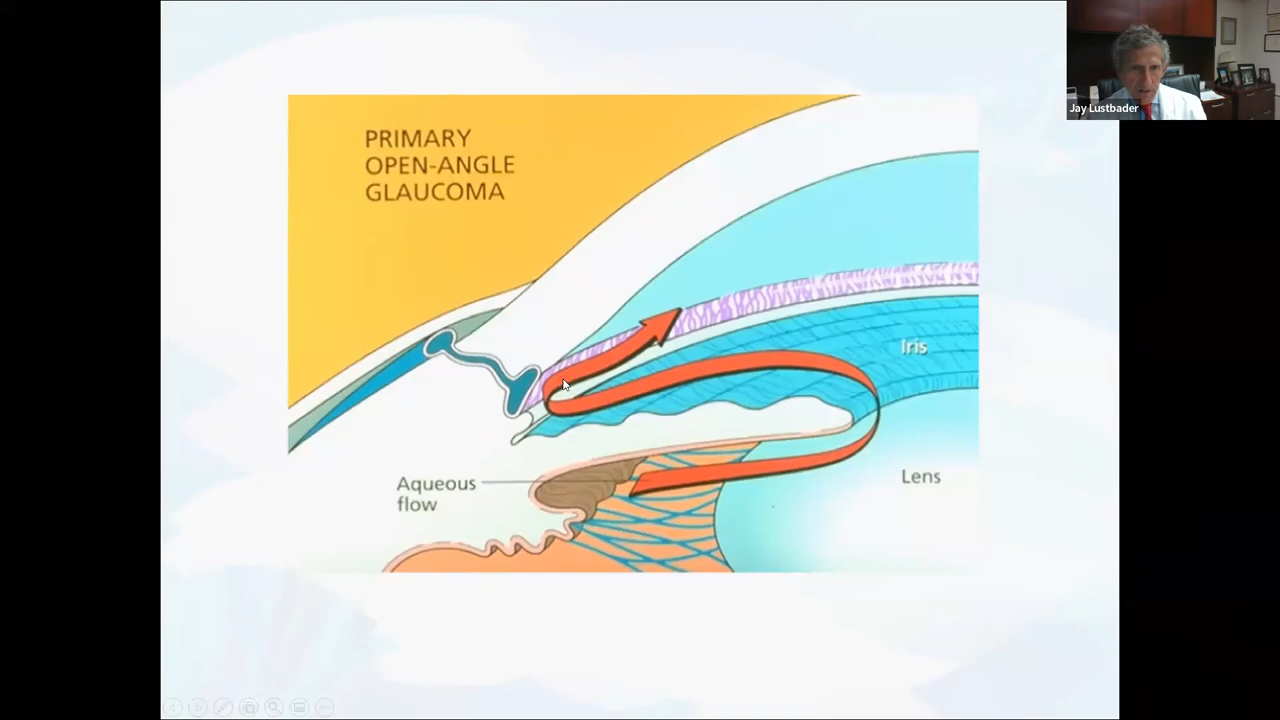 Jay Lustbader
PRIMARY
OPEN-ANGLE
GLAUCOMA
Iris
Aqueous
flow
Lens